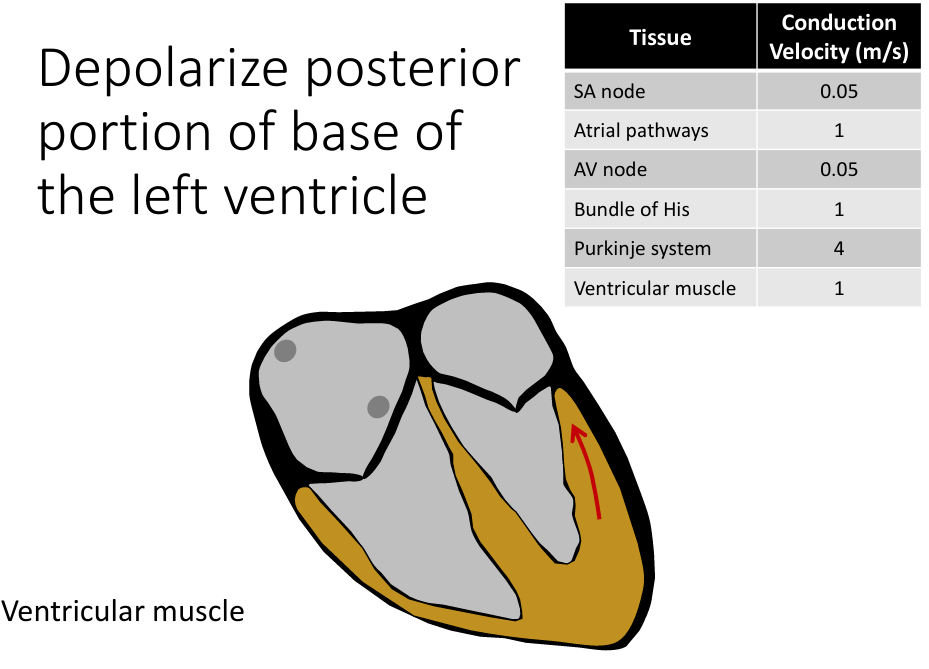 Depolarize posterior
portion of base of
the left ventricle
Tissue Conduction Velocity (m/s)
SA node 0.05
Atrial pathways 1
AV node 0.05
Bundle of His 1
Purkinje system 4
Ventricular muscle 1
Ventricular muscle